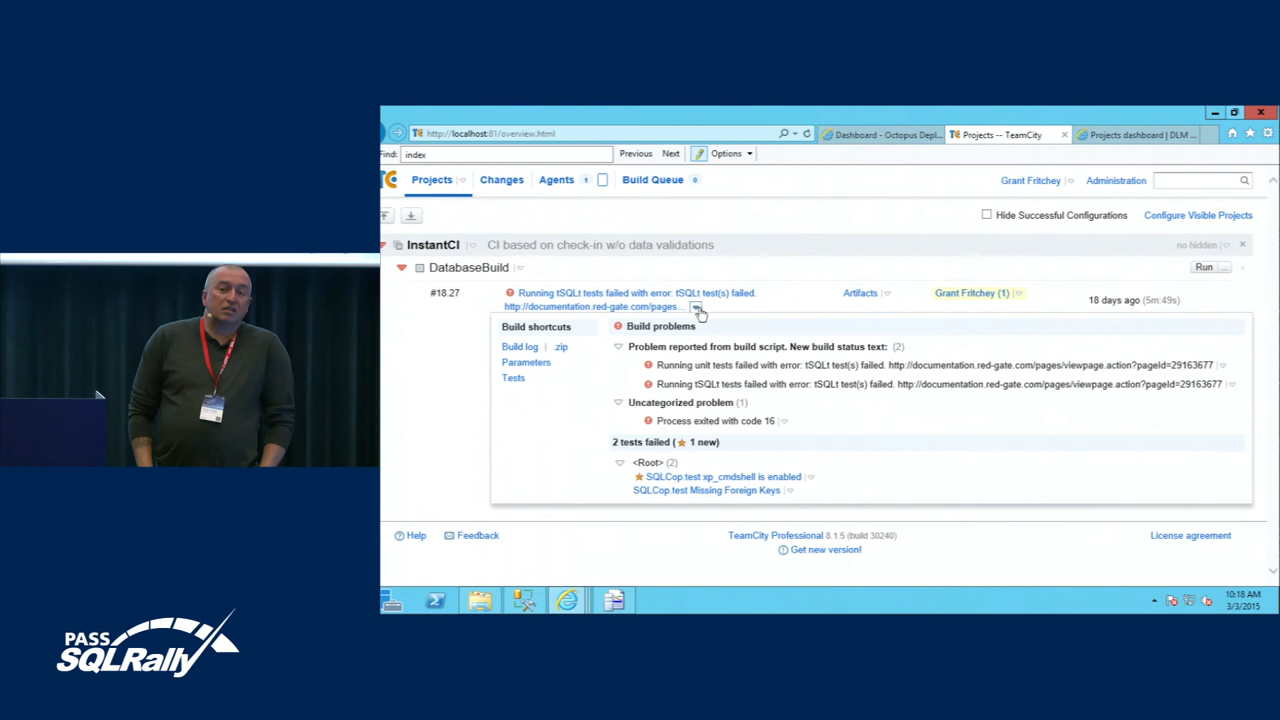 http://localhost:81/overview.html
Dashboard - Octopus Depl...
Projects -- TeamCity
Projects dashboard | DLM ...
Find: index
Previous Next Options
Projects Changes Agents 1 Build Queue 0
Grant Fritchey Administration
Hide Successful Configurations Configure Visible Projects
InstantCI CI based on check-in w/o data validations
no hidden
DatabaseBuild
Run ...
#18.27 Running tSQLt tests failed with error: tSQLt test(s) failed. Artifacts Grant Fritchey (1) 18 days ago (5m:49s)
http://documentation.red-gate.com/pages...
Build shortcuts
Build log .zip
Parameters
Tests
Build problems
Problem reported from build script. New build status text: (2)
Running unit tests failed with error: tSQLt test(s) failed. http://documentation.red-gate.com/pages/viewpage.action?pageId=29163677
Running tSQLt tests failed with error: tSQLt test(s) failed. http://documentation.red-gate.com/pages/viewpage.action?pageId=29163677
Uncategorized problem (1)
Process exited with code 16
2 tests failed ( 1 new)
<Root> (2)
SQLCop.test xp_cmdshell is enabled
SQLCop.test Missing Foreign Keys
Help Feedback
TeamCity Professional 8.1.5 (build 30240)
Get new version!
License agreement
10:18 AM
3/3/2015
PASS
SQLRally